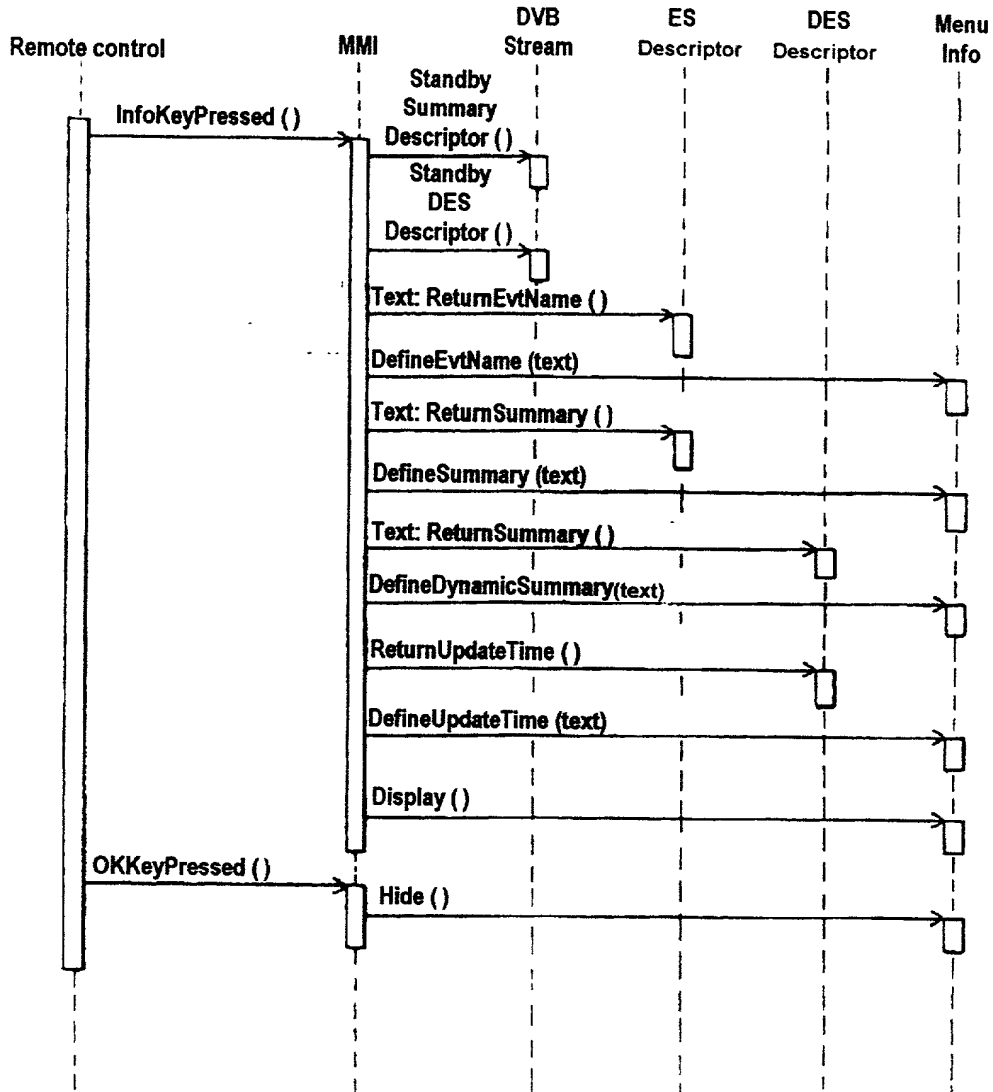 Remote control
MMI
DVB
Stream
ES
Descriptor
DES
Descriptor
Menu
Info
InfoKeyPressed ( )
Standby
Summary
Descriptor ( )
Standby
DES
Descriptor ( )
Text: ReturnEvtName ( )
DefineEvtName (text)
Text: ReturnSummary ( )
DefineSummary (text)
Text: ReturnSummary ( )
DefineDynamicSummary(text)
ReturnUpdateTime ( )
DefineUpdateTime (text)
Display ( )
OKKeyPressed ( )
Hide ( )